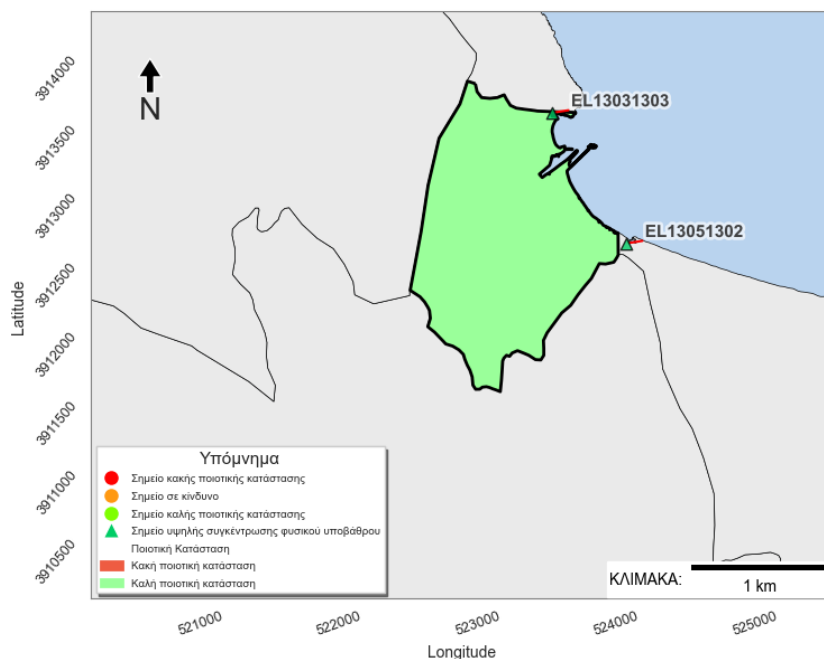 3914000
3913500
3913000
3912500
3912000
3911500
3911000
3910500
Latitude
N
EL13031303
EL13051302
Υπόμνημα
Σημείο κακής ποιοτικής κατάστασης
Σημείο σε κίνδυνο
Σημείο καλής ποιοτικής κατάστασης
Σημείο υψηλής συγκέντρωσης φυσικού υποβάθρου
Ποιοτική Κατάσταση
Κακή ποιοτική κατάσταση
Καλή ποιοτική κατάσταση
ΚΛΙΜΑΚΑ:
1 km
521000
522000
523000
524000
525000
Longitude